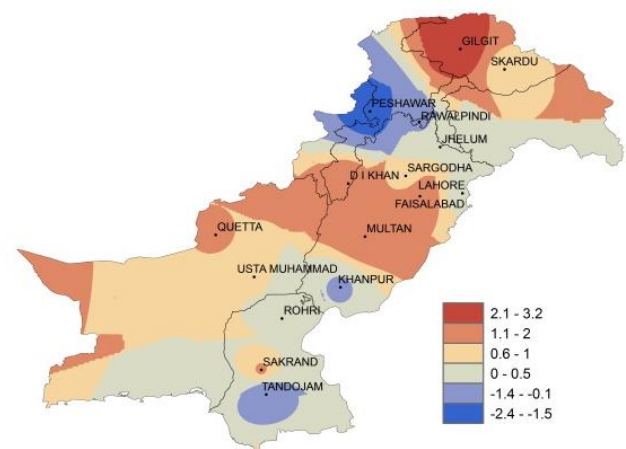 GILGIT
SKARDU
PESHAWAR
RAWALPINDI
JHELUM
SARGODHA
D I KHAN
LAHORE
FAISALABAD
QUETTA
MULTAN
USTA MUHAMMAD
KHANPUR
ROHRI
SAKRAND
TANDOJAM
2.1 - 3.2
1.1 - 2
0.6 - 1
0 - 0.5
-1.4 - -0.1
-2.4 - -1.5